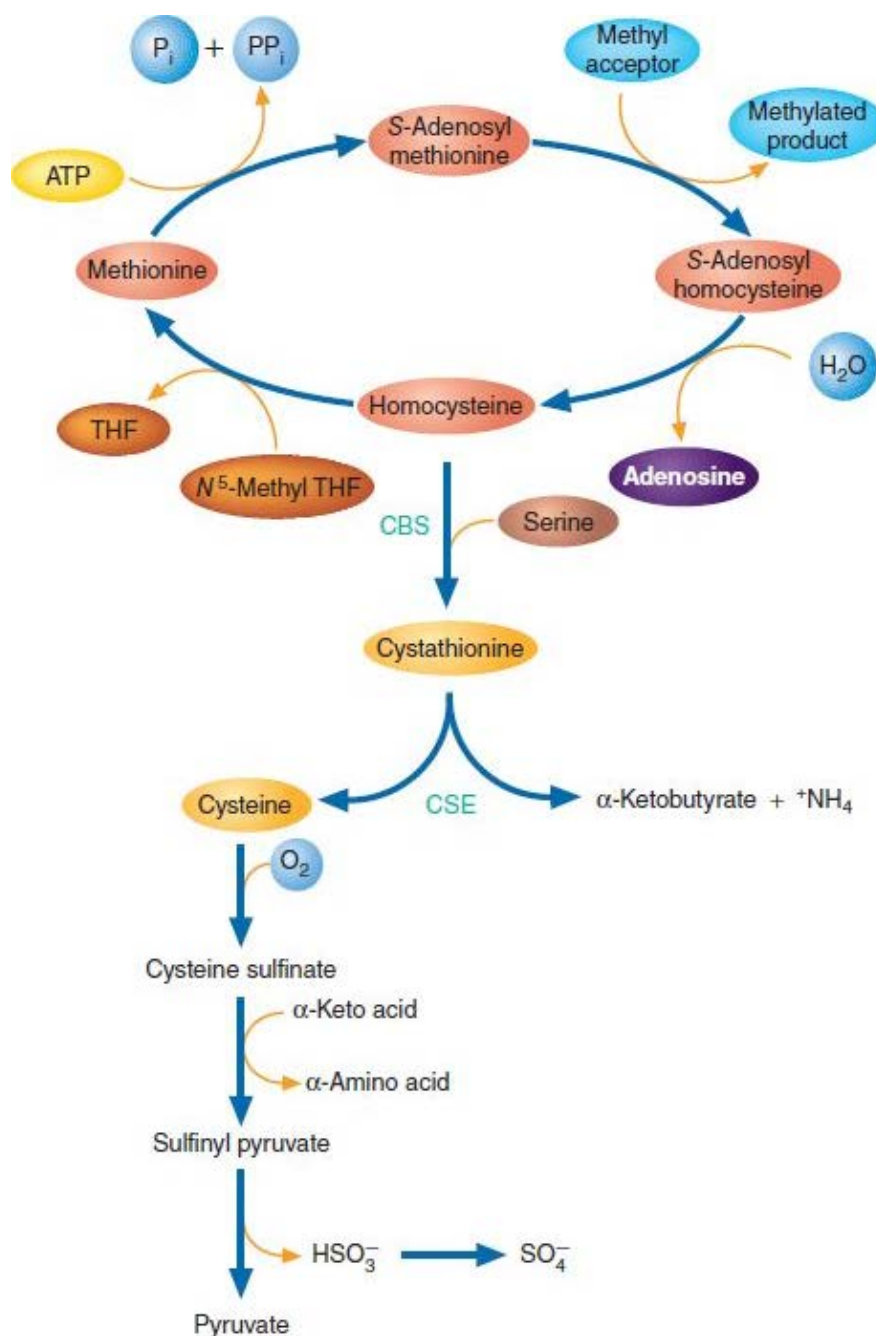 Pi + PPi
Methyl
acceptor
S-Adenosyl
methionine
Methylated
product
ATP
Methionine
S-Adenosyl
homocysteine
H2O
Homocysteine
THF
N5-Methyl THF
Adenosine
CBS
Serine
Cystathionine
Cysteine
CSE
α-Ketobutyrate + +NH4
O2
Cysteine sulfinate
α-Keto acid
α-Amino acid
Sulfinyl pyruvate
HSO3−
SO4−
Pyruvate